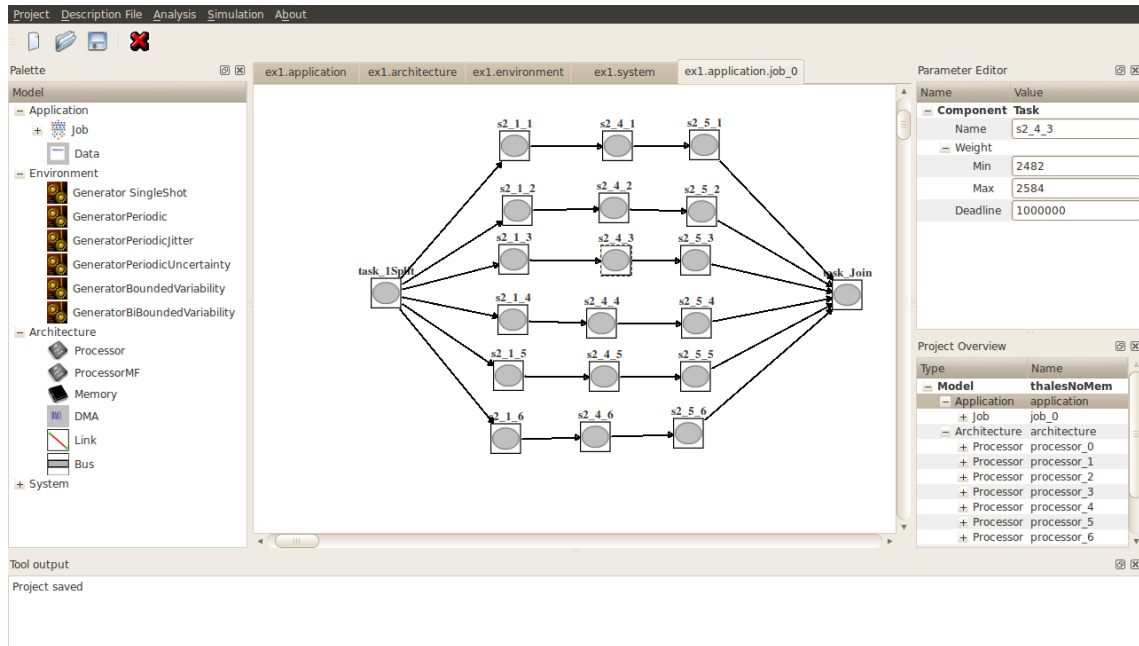 Project Description File Analysis Simulation About
Palette
Model
Application
Job
Data
Environment
Generator SingleShot
GeneratorPeriodic
GeneratorPeriodicJitter
GeneratorPeriodicUncertainty
GeneratorBoundedVariability
GeneratorBiBoundedVariability
Architecture
Processor
ProcessorMF
Memory
DMA
Link
Bus
System
ex1.application ex1.architecture ex1.environment ex1.system ex1.application.job_0
s2_1_1 s2_4_1 s2_5_1
s2_1_2 s2_4_2 s2_5_2
s2_1_3 s2_4_3 s2_5_3
task_1Split task_Join
s2_1_4 s2_4_4 s2_5_4
s2_1_5 s2_4_5 s2_5_5
s2_1_6 s2_4_6 s2_5_6
Parameter Editor
Name Value
Component Task
Name s2_4_3
Weight
Min 2482
Max 2584
Deadline 1000000
Project Overview
Type Name
Model thalesNoMem
Application application
Job job_0
Architecture architecture
Processor processor_0
Processor processor_1
Processor processor_2
Processor processor_3
Processor processor_4
Processor processor_5
Processor processor_6
Tool output
Project saved